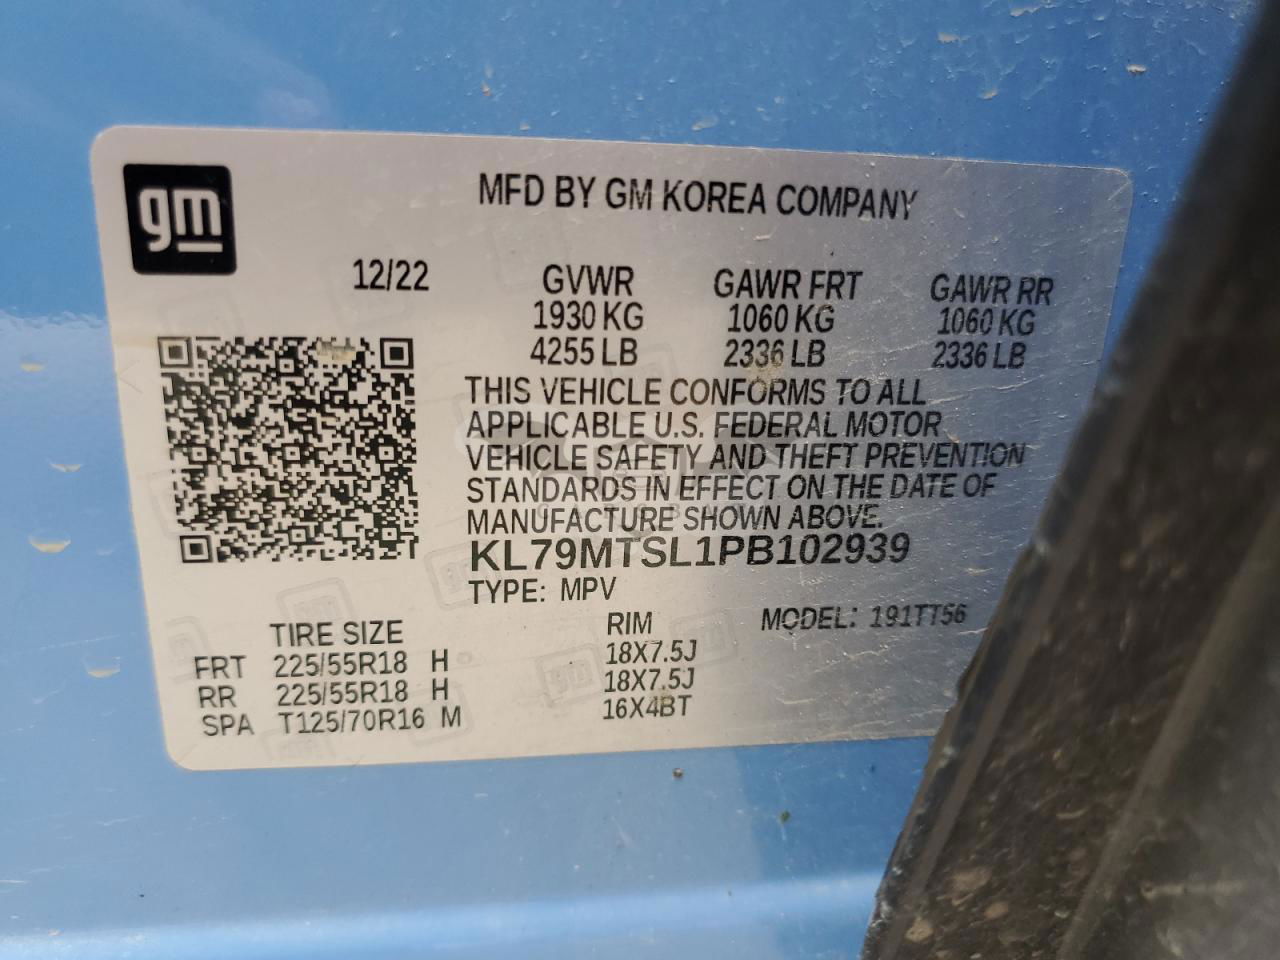 gm
MFD BY GM KOREA COMPANY
12/22 GVWR GAWR FRT GAWR RR
1930 KG 1060 KG 1060 KG
4255 LB 2336 LB 2336 LB
THIS VEHICLE CONFORMS TO ALL
APPLICABLE U.S. FEDERAL MOTOR
VEHICLE SAFETY AND THEFT PREVENTION
STANDARDS IN EFFECT ON THE DATE OF
MANUFACTURE SHOWN ABOVE.
KL79MTSL1PB102939
TYPE: MPV MODEL: 191TT56
TIRE SIZE RIM
FRT 225/55R18 H 18X7.5J
RR 225/55R18 H 18X7.5J
SPA T125/70R16 M 16X4BT